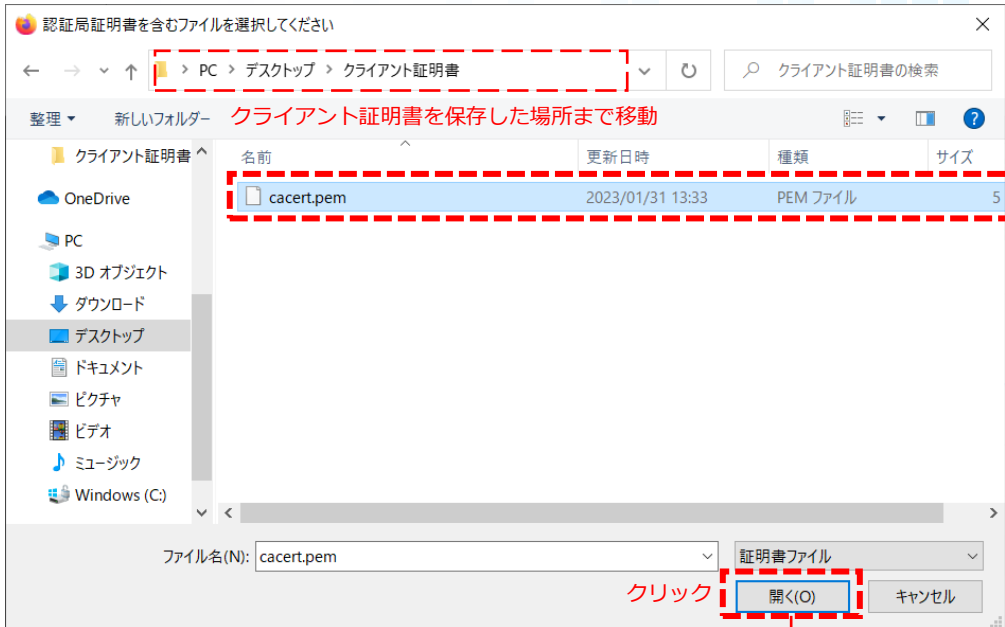 認証局証明書を含むファイルを選択してください
PC > デスクトップ > クライアント証明書
クライアント証明書の検索
整理 新しいフォルダー クライアント証明書を保存した場所まで移動
クライアント証明書 名前 更新日時 種類 サイズ
cacert.pem 2023/01/31 13:33 PEM ファイル 5
OneDrive
PC
3D オブジェクト
ダウンロード
デスクトップ
ドキュメント
ピクチャ
ビデオ
ミュージック
Windows (C:)
ファイル名(N): cacert.pem 証明書ファイル
クリック 開く(O) キャンセル